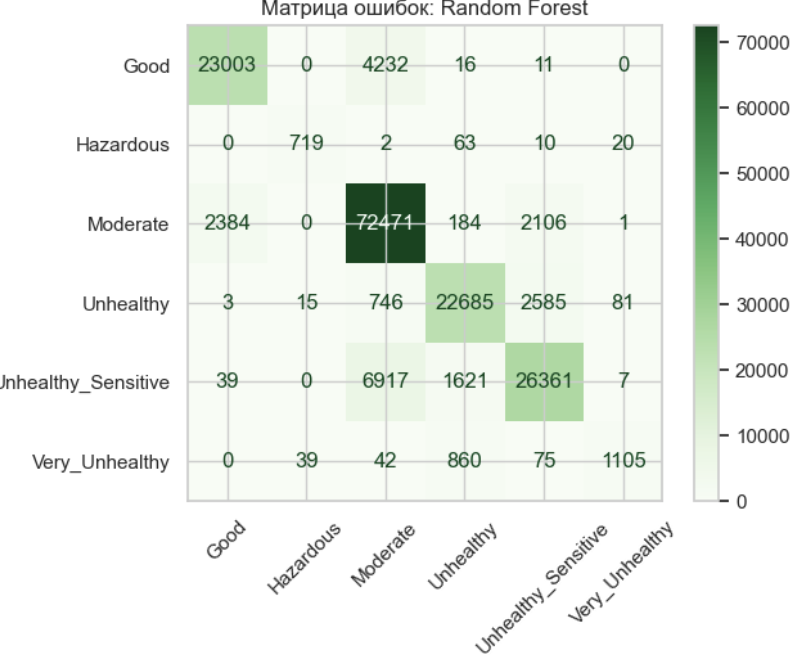 Матрица ошибок: Random Forest
Good 23003 0 4232 16 11 0
Hazardous 0 719 2 63 10 20
Moderate 2384 0 72471 184 2106 1
Unhealthy 3 15 746 22685 2585 81
Unhealthy_Sensitive 39 0 6917 1621 26361 7
Very_Unhealthy 0 39 42 860 75 1105
Good Hazardous Moderate Unhealthy Unhealthy_Sensitive Very_Unhealthy
70000
60000
50000
40000
30000
20000
10000
0